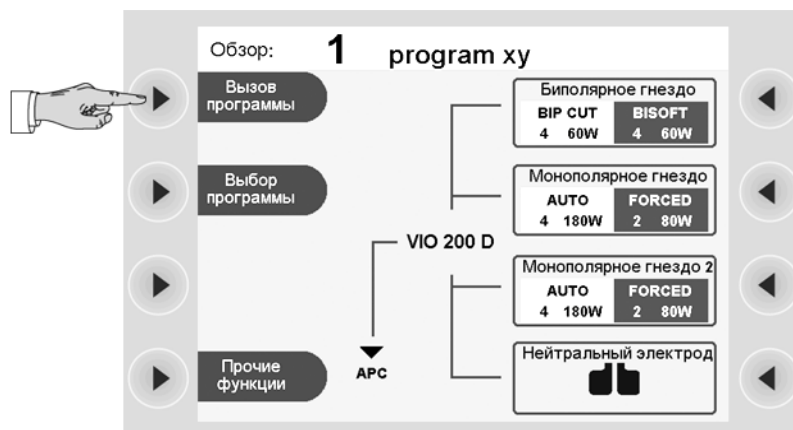 Обзор: 1 program xy
Вызов
программы
Выбор
программы
Прочие
функции
VIO 200 D
APC
Биполярное гнездо
BIP CUT BISOFT
4 60W 4 60W
Монополярное гнездо
AUTO FORCED
4 180W 2 80W
Монополярное гнездо 2
AUTO FORCED
4 180W 2 80W
Нейтральный электрод